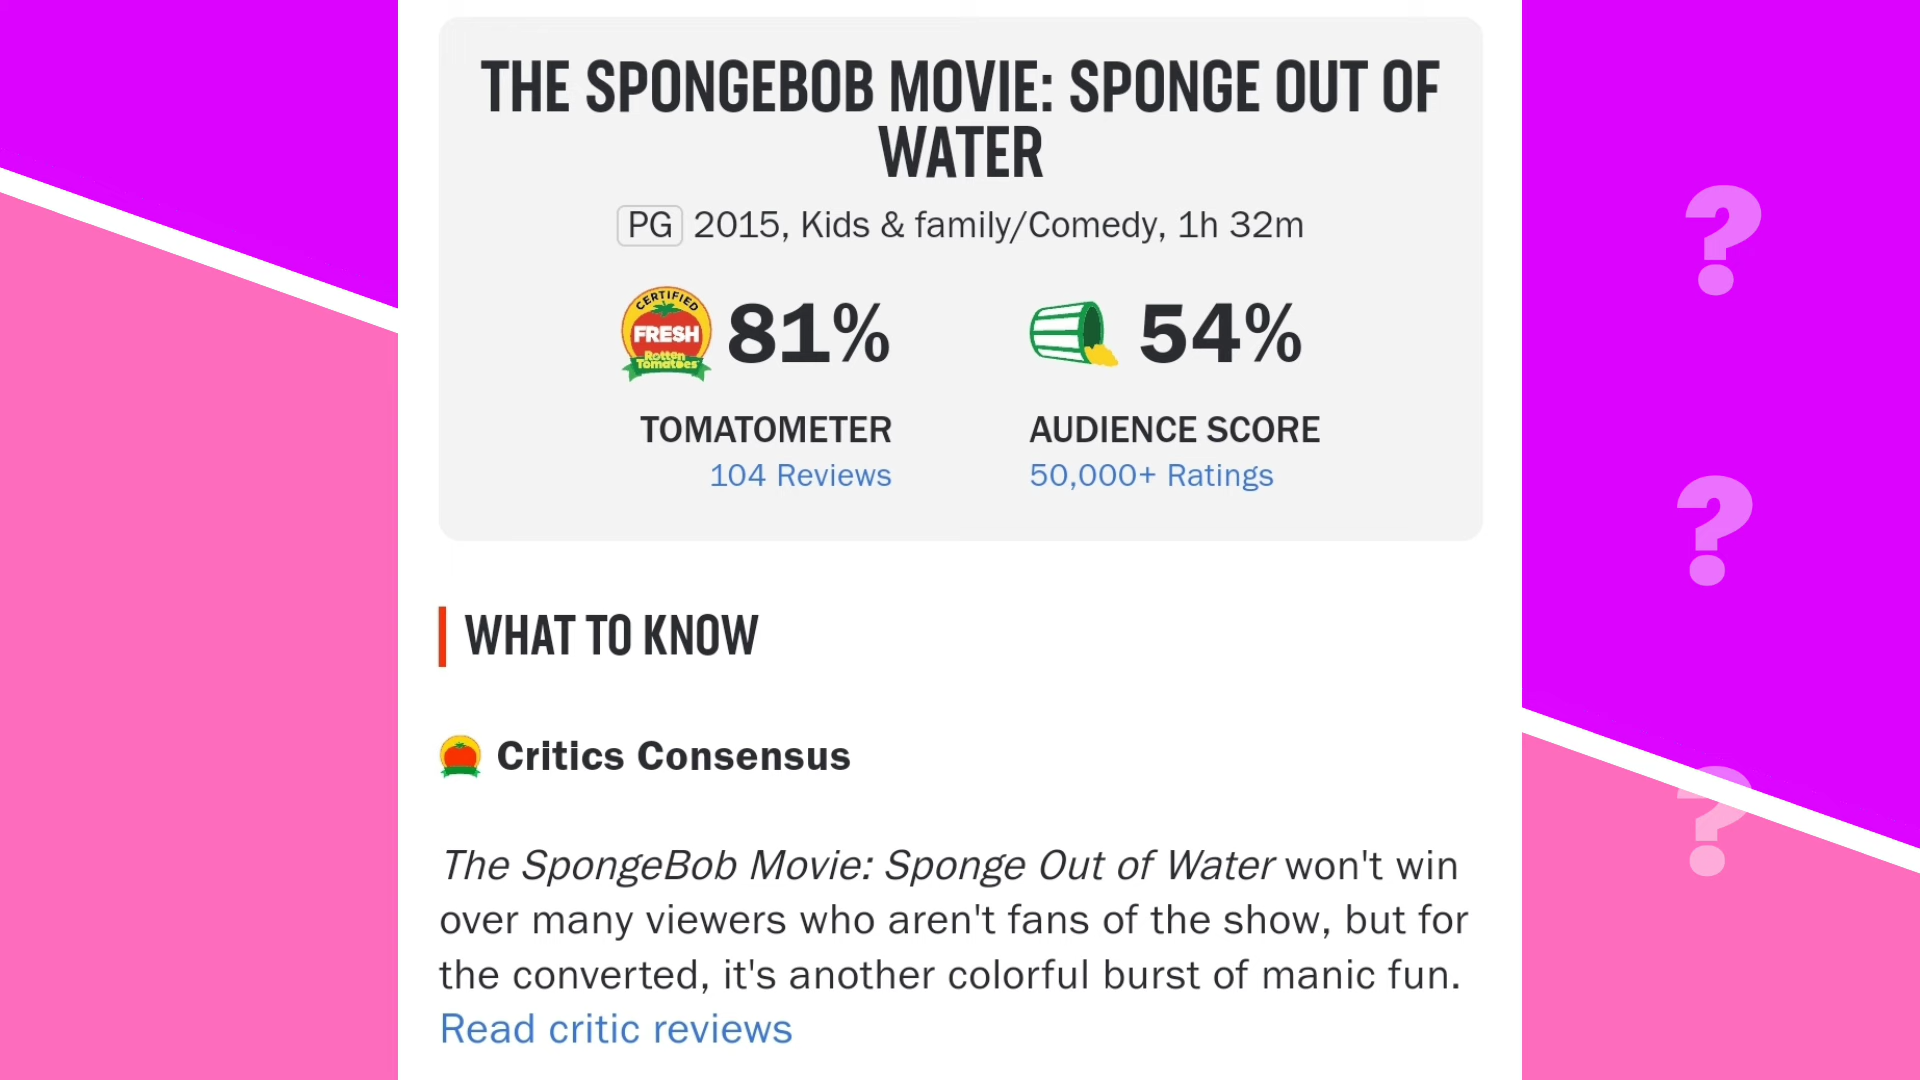 THE SPONGEBOB MOVIE: SPONGE OUT OF
WATER
PG 2015, Kids & family/Comedy, 1h 32m
CERTIFIED
FRESH
Rotten
Tomatoes
81%
54%
TOMATOMETER
AUDIENCE SCORE
104 Reviews
50,000+ Ratings
WHAT TO KNOW
Critics Consensus
The SpongeBob Movie: Sponge Out of Water won't win
over many viewers who aren't fans of the show, but for
the converted, it's another colorful burst of manic fun.
Read critic reviews
?
?
?